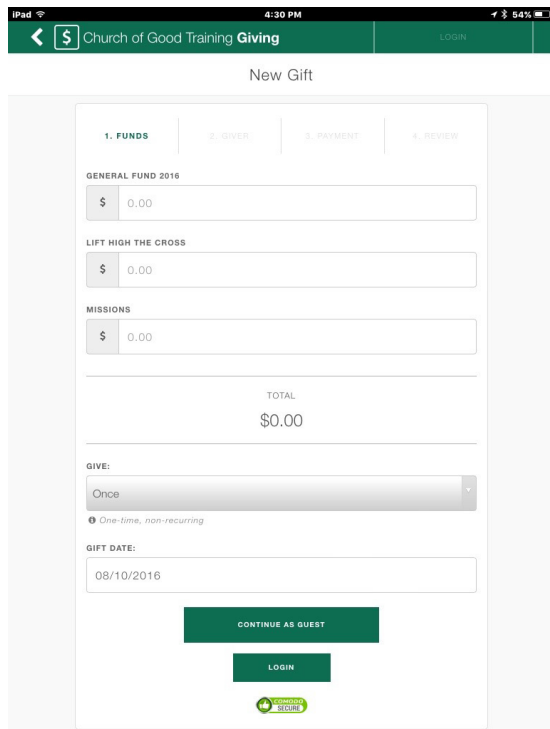 iPad 4:30 PM 54%
$ Church of Good Training Giving LOGIN
New Gift
1. FUNDS 2. GIVER 3. PAYMENT 4. REVIEW
GENERAL FUND 2016
$ 0.00
LIFT HIGH THE CROSS
$ 0.00
MISSIONS
$ 0.00
TOTAL
$0.00
GIVE:
Once
One-time, non-recurring
GIFT DATE:
08/10/2016
CONTINUE AS GUEST
LOGIN
COMODO
SECURE